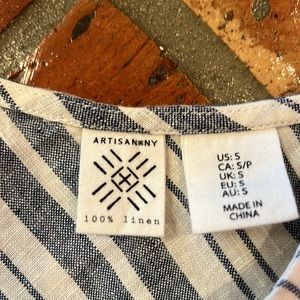 ARTISAN NY
100% linen
US: S
CA: S/P
UK: S
EU: S
AU: S
MADE IN
CHINA